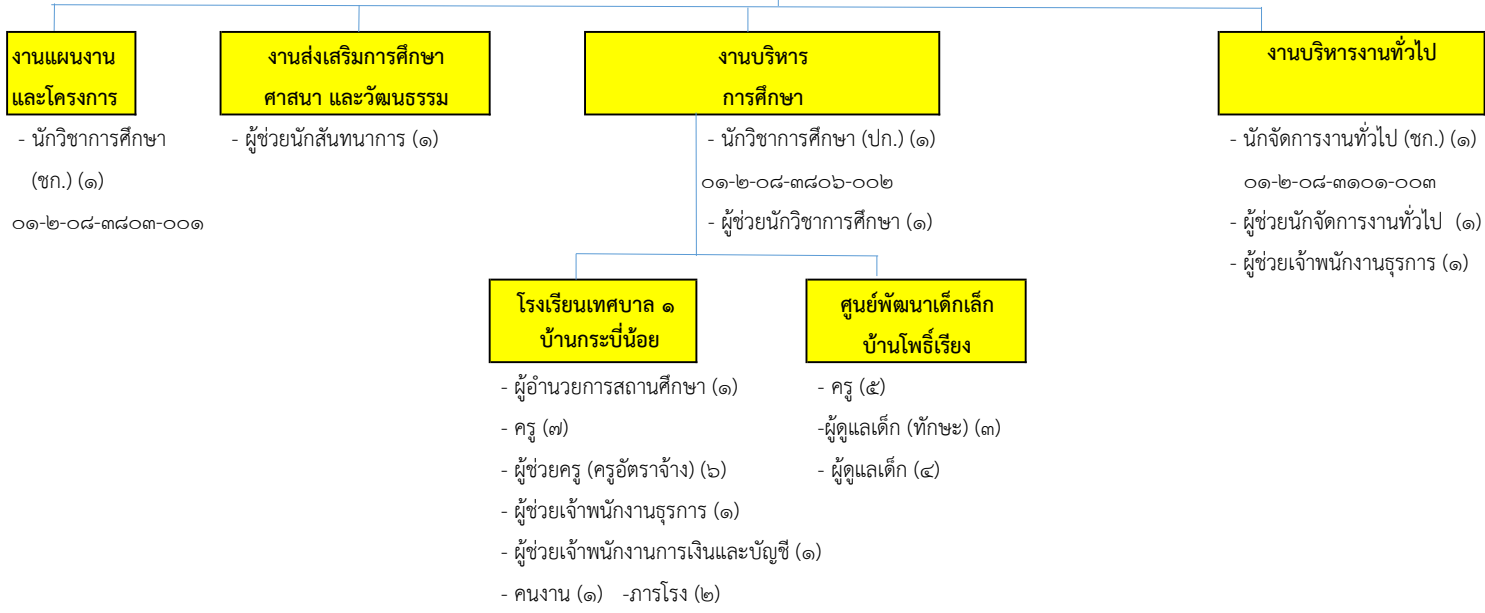 งานแผนงาน
และโครงการ
- นักวิชาการศึกษา
(ชก.) (๑)
๐๑-๒-๐๘-๓๘๐๓-๐๐๑
งานส่งเสริมการศึกษา
ศาสนา และวัฒนธรรม
- ผู้ช่วยนักสันทนาการ (๑)
งานบริหาร
การศึกษา
- นักวิชาการศึกษา (ปก.) (๑)
๐๑-๒-๐๘-๓๘๐๖-๐๐๒
- ผู้ช่วยนักวิชาการศึกษา (๑)
งานบริหารงานทั่วไป
- นักจัดการงานทั่วไป (ชก.) (๑)
๐๑-๒-๐๘-๓๑๐๑-๐๐๓
- ผู้ช่วยนักจัดการงานทั่วไป (๑)
- ผู้ช่วยเจ้าพนักงานธุรการ (๑)
โรงเรียนเทศบาล ๑
บ้านกระบี่น้อย
- ผู้อำนวยการสถานศึกษา (๑)
- ครู (๗)
- ผู้ช่วยครู (ครูอัตราจ้าง) (๖)
- ผู้ช่วยเจ้าพนักงานธุรการ (๑)
- ผู้ช่วยเจ้าพนักงานการเงินและบัญชี (๑)
- คนงาน (๑) -ภารโรง (๒)
ศูนย์พัฒนาเด็กเล็ก
บ้านโพธิ์เรียง
- ครู (๕)
-ผู้ดูแลเด็ก (ทักษะ) (๓)
- ผู้ดูแลเด็ก (๔)